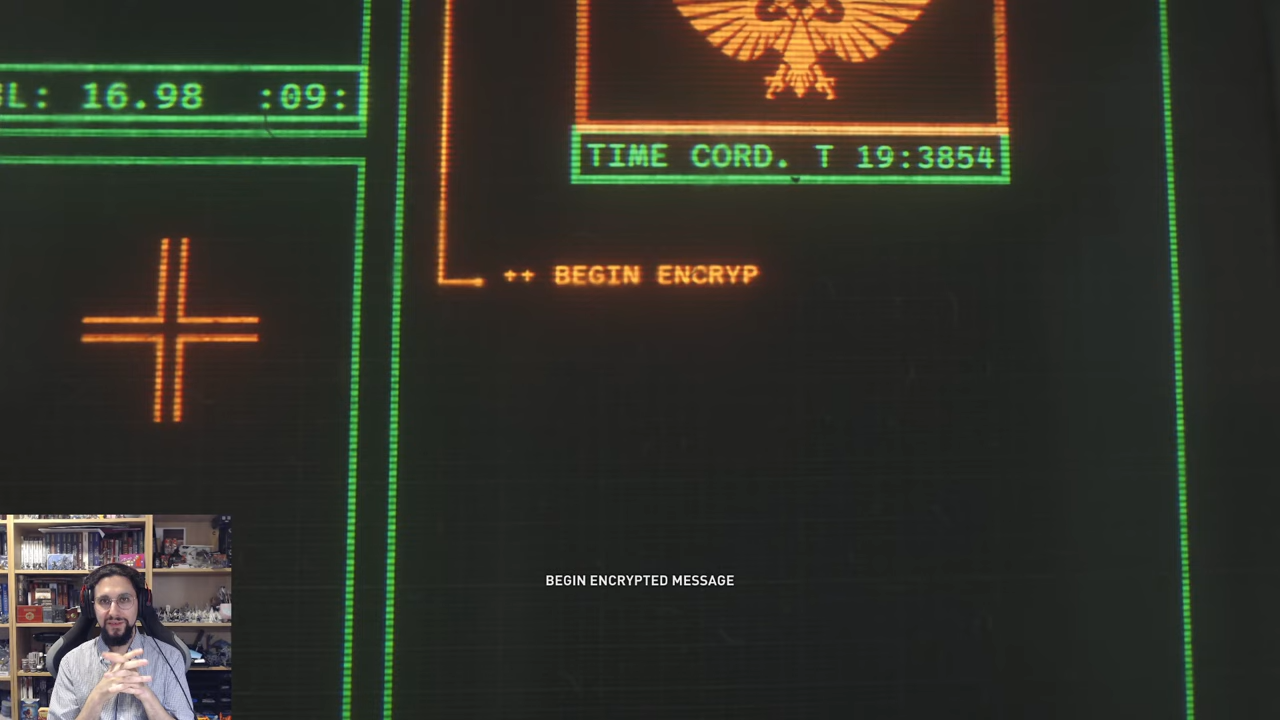 L: 16.98 :09:
TIME CORD. T 19:3854
++ BEGIN ENCRYP
BEGIN ENCRYPTED MESSAGE